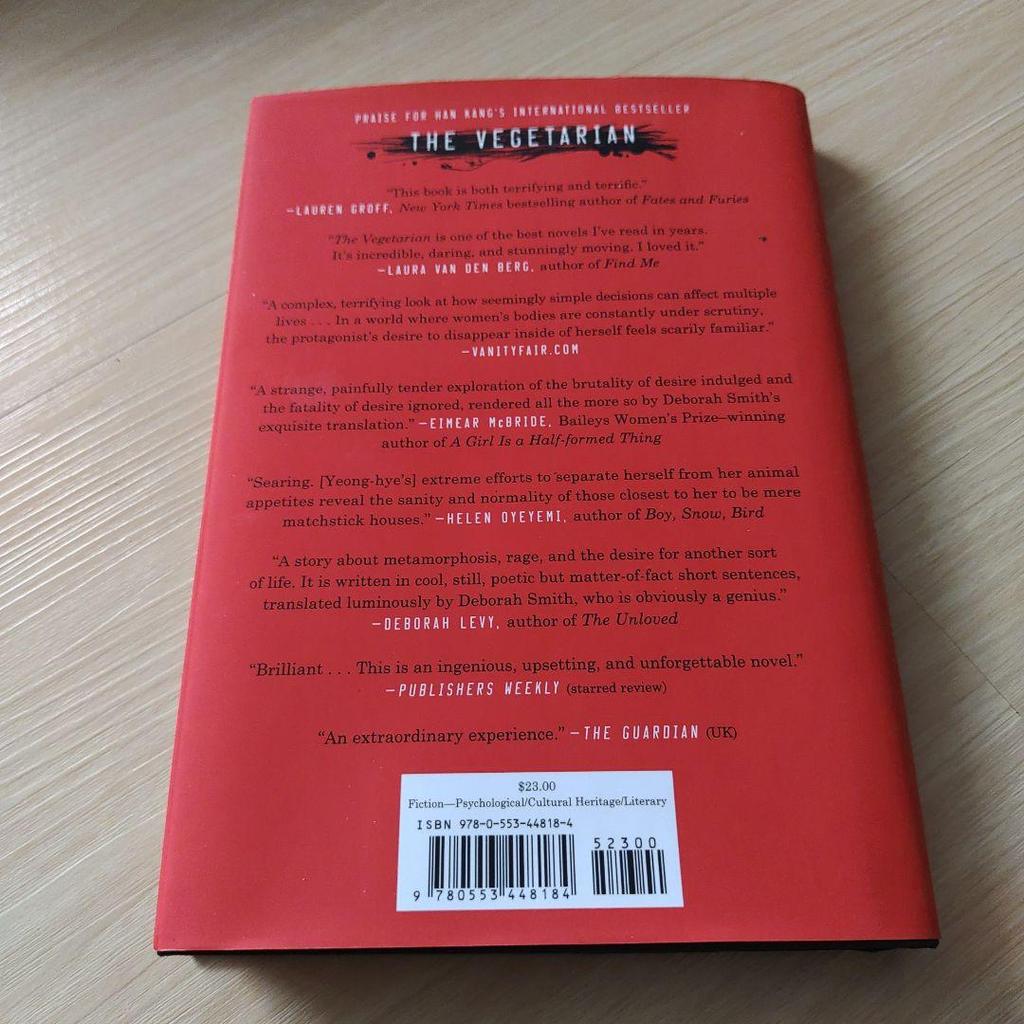 PRAISE FOR HAN KANG'S INTERNATIONAL BESTSELLER
THE VEGETARIAN
“This book is both terrifying and terrific.”
—LAUREN GROFF, New York Times bestselling author of Fates and Furies
“The Vegetarian is one of the best novels I’ve read in years.
It’s incredible, daring, and stunningly moving. I loved it.”
—LAURA VAN DEN BERG, author of Find Me
“A complex, terrifying look at how seemingly simple decisions can affect multiple
lives . . . In a world where women’s bodies are constantly under scrutiny,
the protagonist’s desire to disappear inside of herself feels scarily familiar.”
—VANITYFAIR.COM
“A strange, painfully tender exploration of the brutality of desire indulged and
the fatality of desire ignored, rendered all the more so by Deborah Smith’s
exquisite translation.” —EIMEAR McBRIDE, Baileys Women’s Prize–winning
author of A Girl Is a Half-formed Thing
“Searing. [Yeong-hye’s] extreme efforts to separate herself from her animal
appetites reveal the sanity and normality of those closest to her to be mere
matchstick houses.” —HELEN OYEYEMI, author of Boy, Snow, Bird
“A story about metamorphosis, rage, and the desire for another sort
of life. It is written in cool, still, poetic but matter-of-fact short sentences,
translated luminously by Deborah Smith, who is obviously a genius.”
—DEBORAH LEVY, author of The Unloved
“Brilliant . . . This is an ingenious, upsetting, and unforgettable novel.”
—PUBLISHERS WEEKLY (starred review)
“An extraordinary experience.” —THE GUARDIAN (UK)
$23.00
Fiction—Psychological/Cultural Heritage/Literary
ISBN 978-0-553-44818-4
52300
9 780553 448184